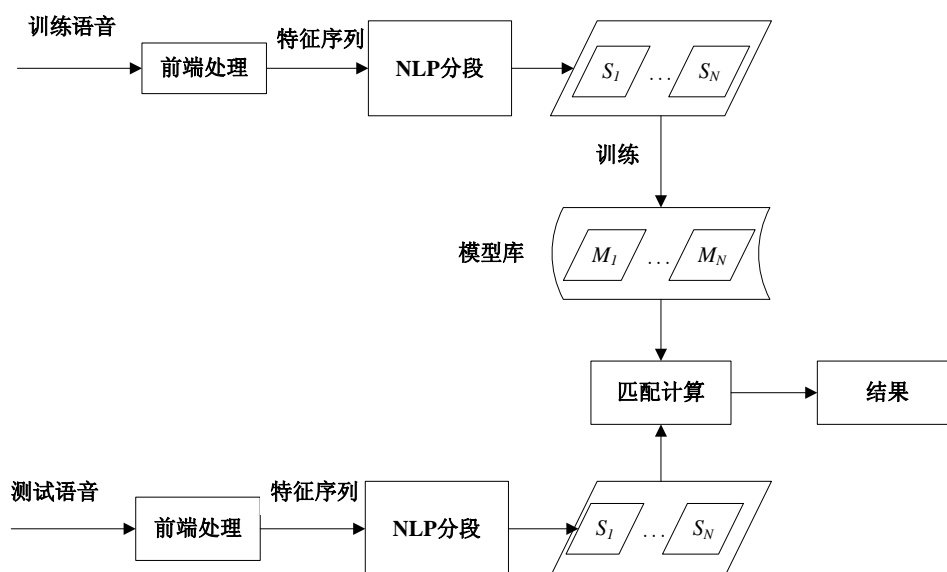 训练语音
前端处理
特征序列
NLP分段
S1 ... SN
训练
模型库
M1 ... MN
匹配计算
结果
测试语音
前端处理
特征序列
NLP分段
S1 ... SN